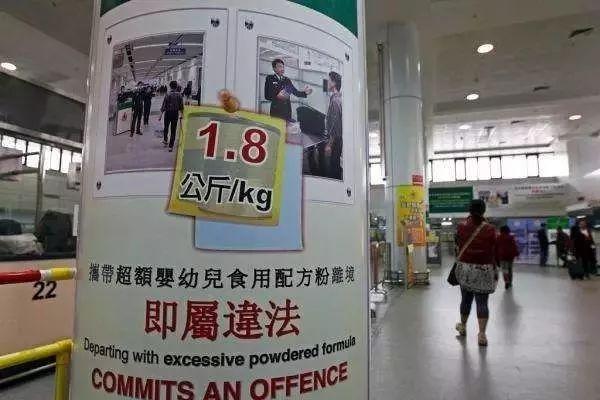 1.8
公斤/kg
攜帶超額嬰幼兒食用配方粉離境
即屬違法
Departing with excessive powdered formula
COMMITS AN OFFENCE
22